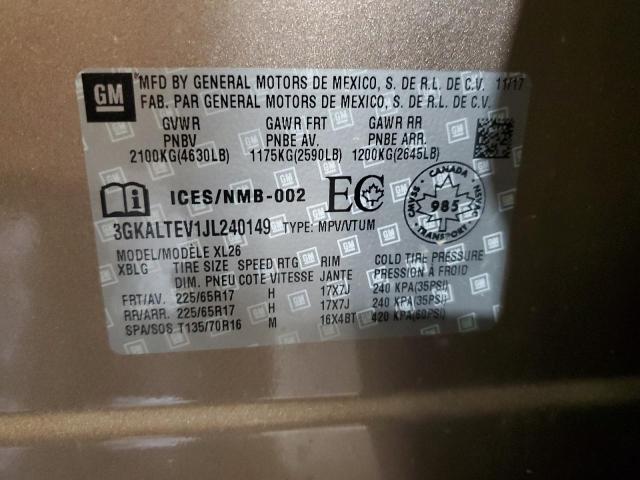 GM
MFD BY GENERAL MOTORS DE MEXICO, S. DE R.L. DE C.V. 11/17
FAB. PAR GENERAL MOTORS DE MEXICO, S. DE R.L. DE C.V.
GVWR GAWR FRT GAWR RR
PNBV PNBE AV. PNBE ARR.
2100KG(4630LB) 1175KG(2590LB) 1200KG(2645LB)
ICES/NMB-002 EC
CANADA
985
TRANSPORT
3GKALTEV1JL240149 TYPE: MPV/VTUM
MODEL/MODÈLE XL26
XBLG TIRE SIZE SPEED RTG RIM COLD TIRE PRESSURE
DIM. PNEU COTE VITESSE JANTE PRESSION A FROID
FRT/AV. 225/65R17 H 17X7J 240 KPA(35PSI)
RR/ARR. 225/65R17 H 17X7J 240 KPA(35PSI)
SPA/SOS T135/70R16 M 16X4BT 420 KPA(60PSI)